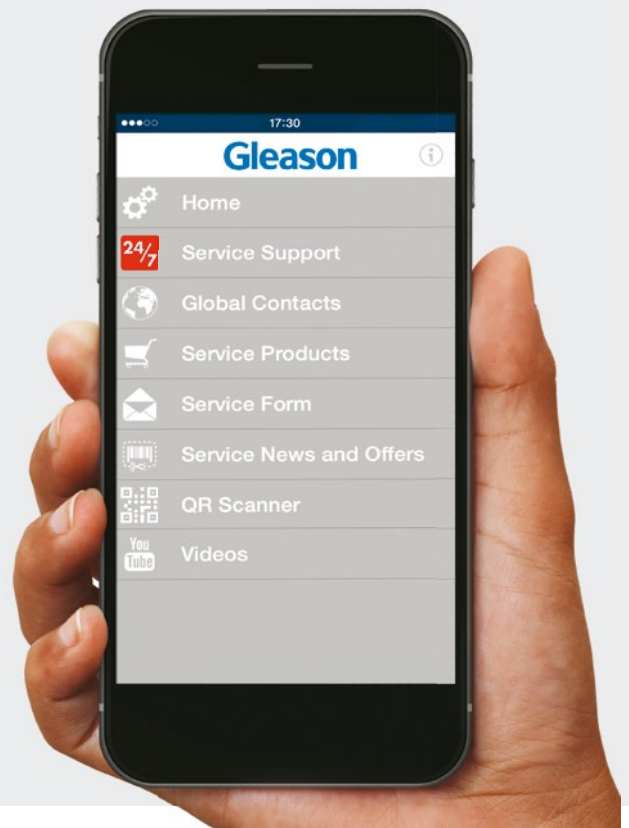 17:30
Gleason
i
Home
24/7
Service Support
Global Contacts
Service Products
Service Form
Service News and Offers
QR Scanner
You
Tube
Videos